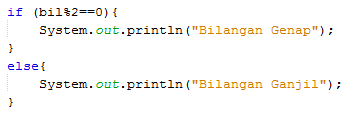 if (bil%2==0){
    System.out.println("Bilangan Genap");
}
else{
    System.out.println("Bilangan Ganjil");
}